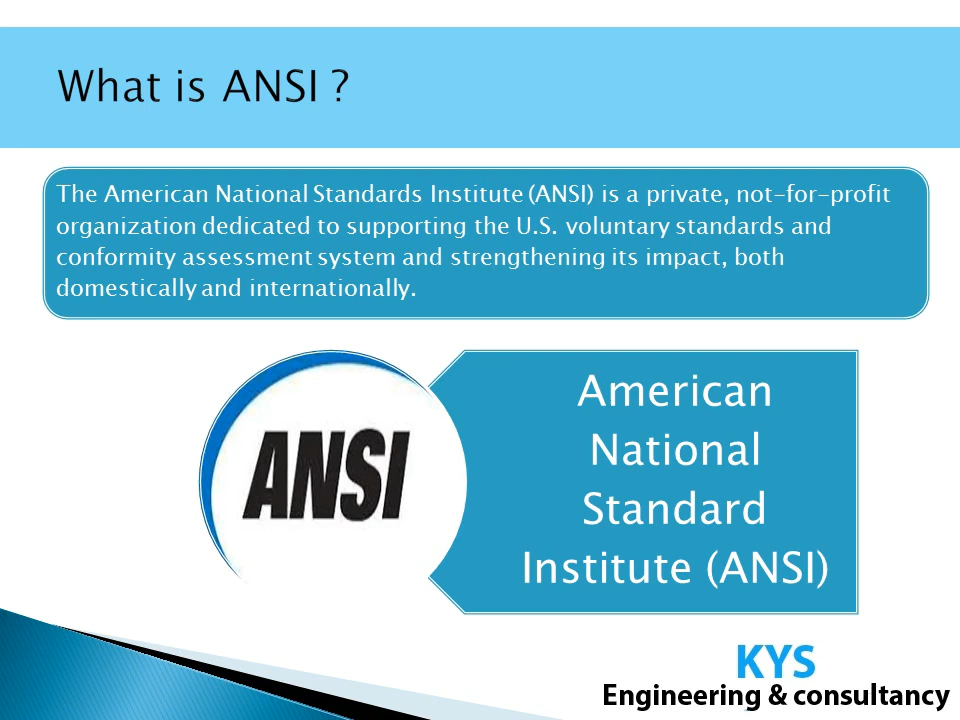 What is ANSI ?
The American National Standards Institute (ANSI) is a private, not-for-profit
organization dedicated to supporting the U.S. voluntary standards and
conformity assessment system and strengthening its impact, both
domestically and internationally.
ANSI
American
National
Standard
Institute (ANSI)
KYS
Engineering & consultancy